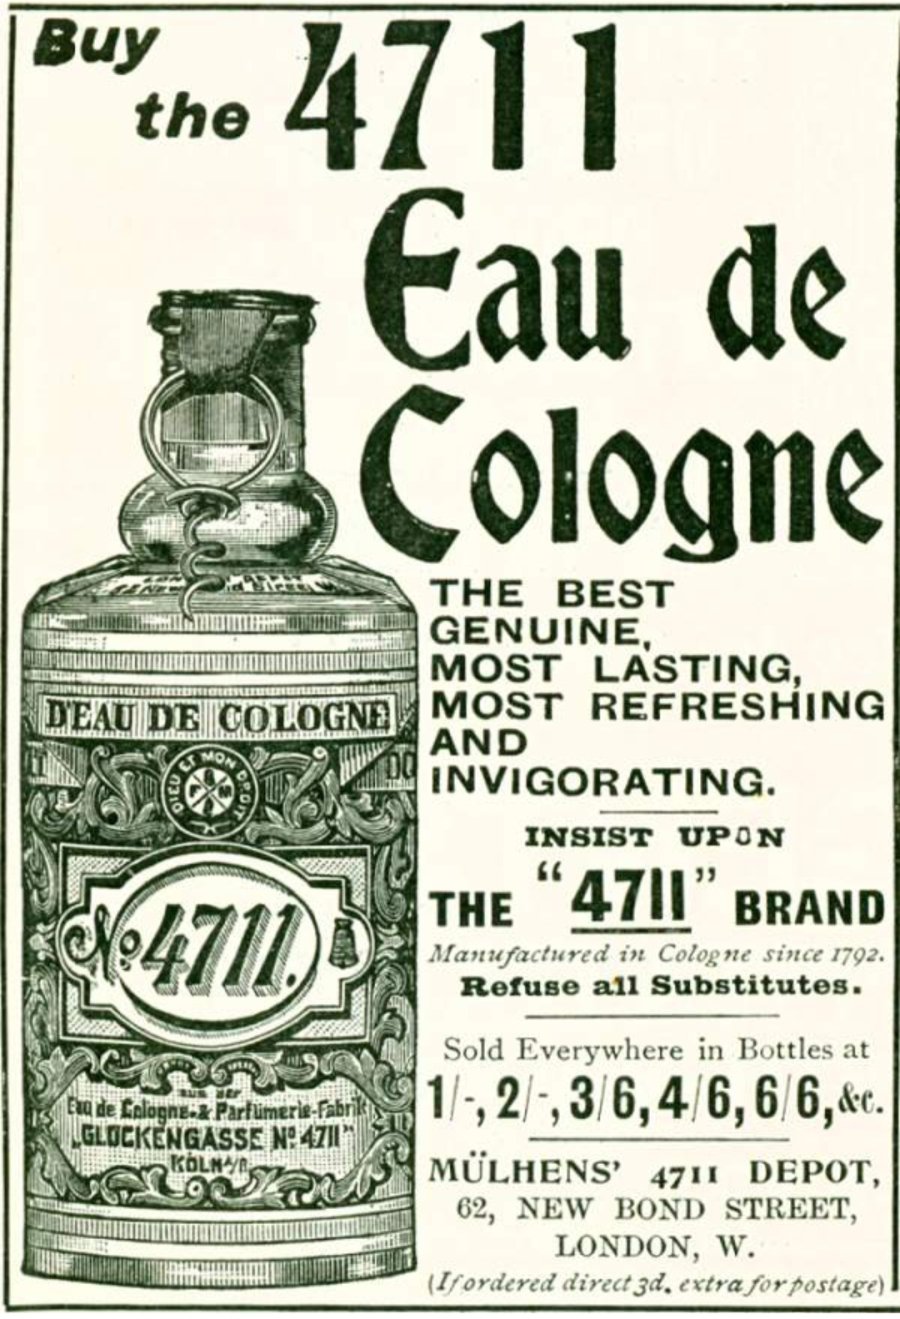 Buy
the 4711
Eau de
Cologne
THE BEST
GENUINE,
MOST LASTING,
MOST REFRESHING
AND
INVIGORATING.
INSIST UPON
THE "4711" BRAND
Manufactured in Cologne since 1792.
Refuse all Substitutes.
Sold Everywhere in Bottles at
1/-, 2/-, 3/6, 4/6, 6/6, &c.
MÜLHENS' 4711 DEPOT,
62, NEW BOND STREET,
LONDON, W.
(If ordered direct 3d. extra for postage)
D'EAU DE COLOGNE
DIEU ET MON DROIT
No 4711.
aus der
Eau de Cologne-& Parfümerie-Fabrik
„GLOCKENGASSE No 4711"
KÖLN a/R